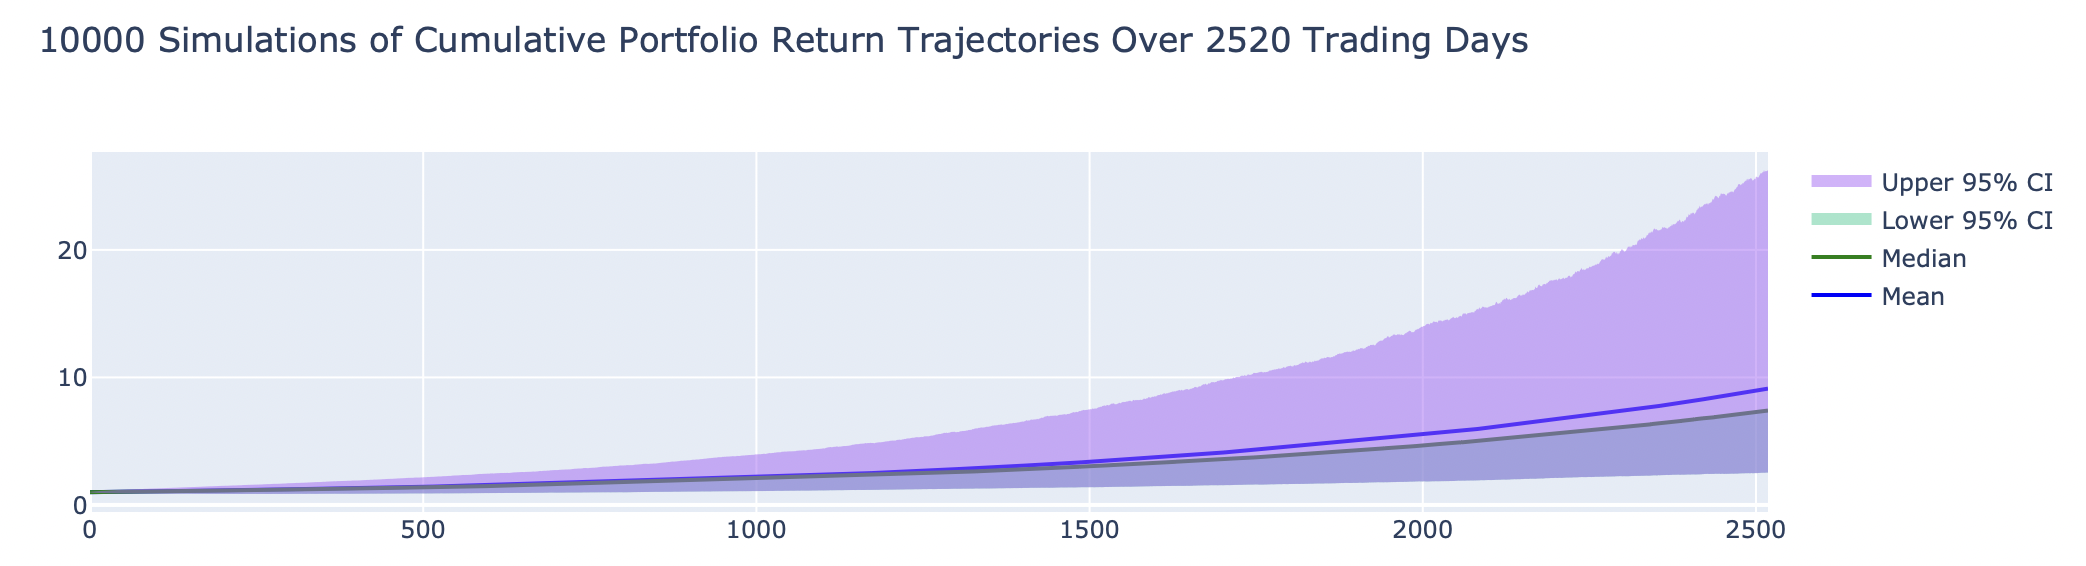 10000 Simulations of Cumulative Portfolio Return Trajectories Over 2520 Trading Days
Upper 95% CI
Lower 95% CI
Median
Mean
20
10
0
0 500 1000 1500 2000 2500